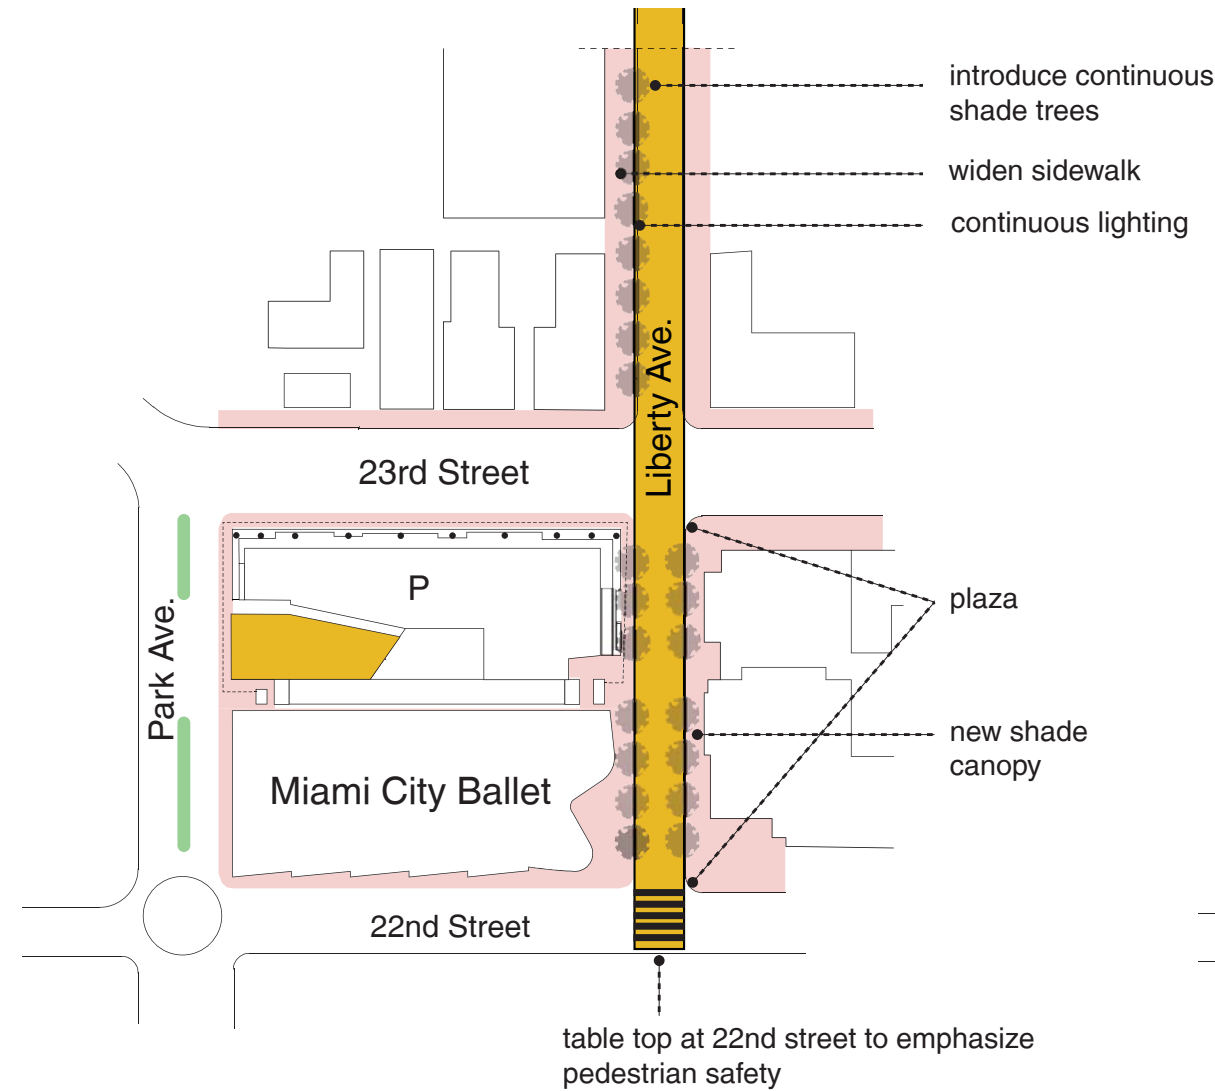 introduce continuous
shade trees
widen sidewalk
continuous lighting
Liberty Ave.
23rd Street
P
Park Ave.
plaza
new shade
canopy
Miami City Ballet
22nd Street
table top at 22nd street to emphasize
pedestrian safety